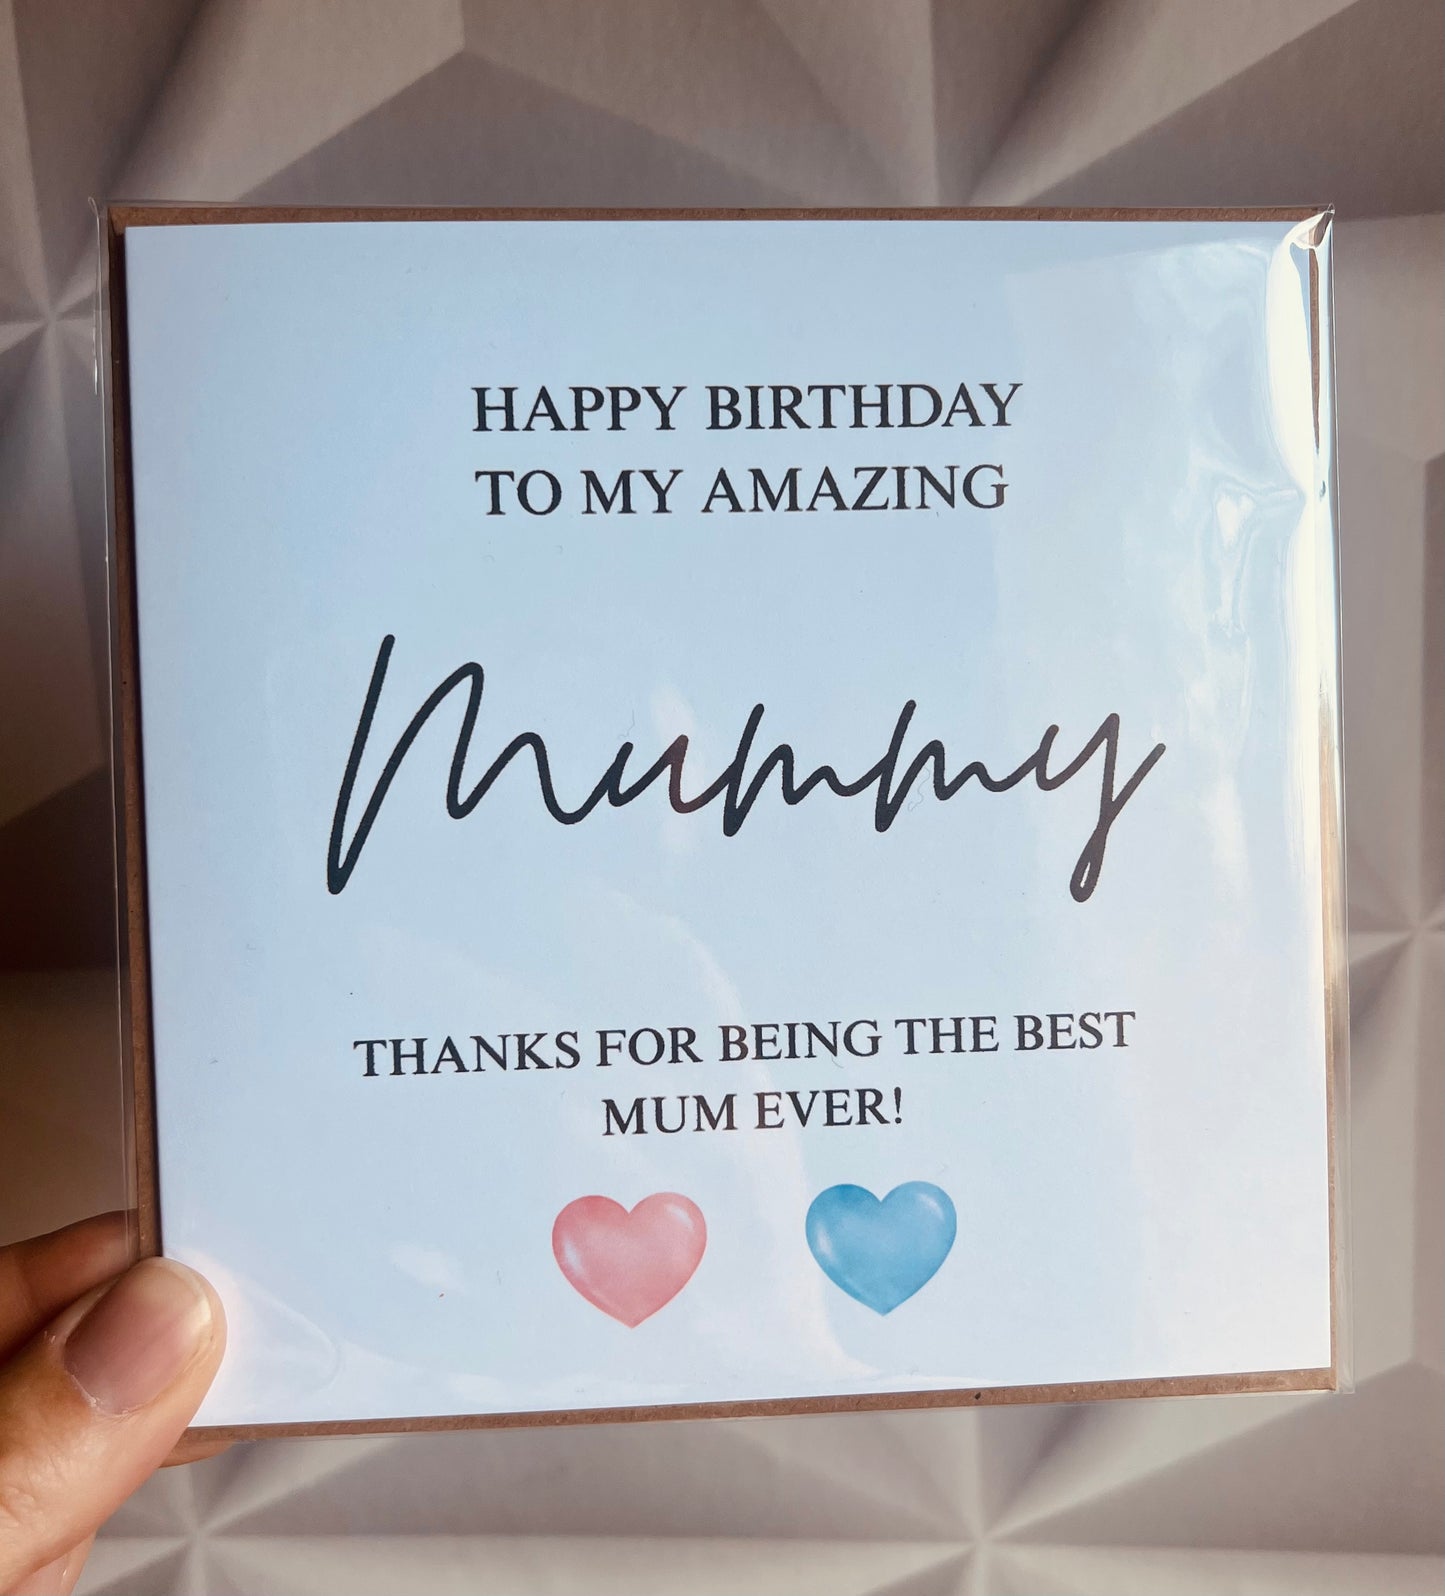 HAPPY BIRTHDAY
TO MY AMAZING
Mummy
THANKS FOR BEING THE BEST
MUM EVER!